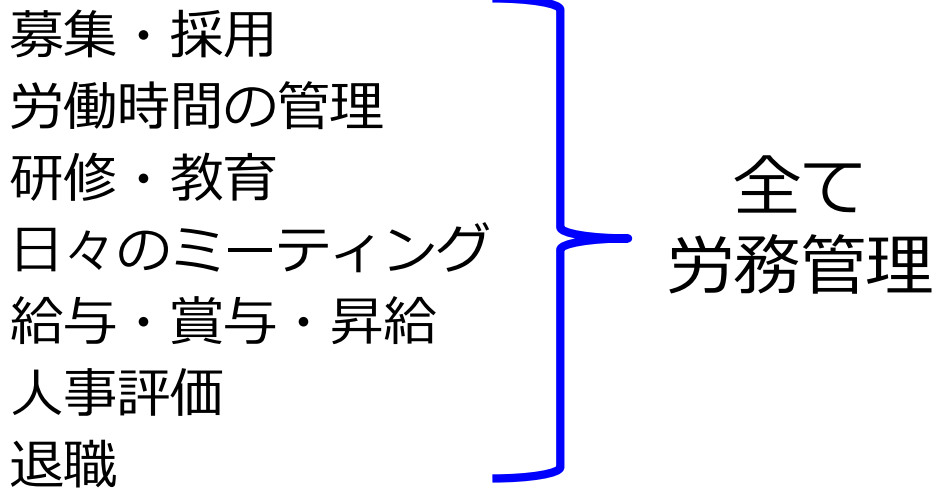 募集・採用
労働時間の管理
研修・教育
日々のミーティング
給与・賞与・昇給
人事評価
退職
全て
労務管理